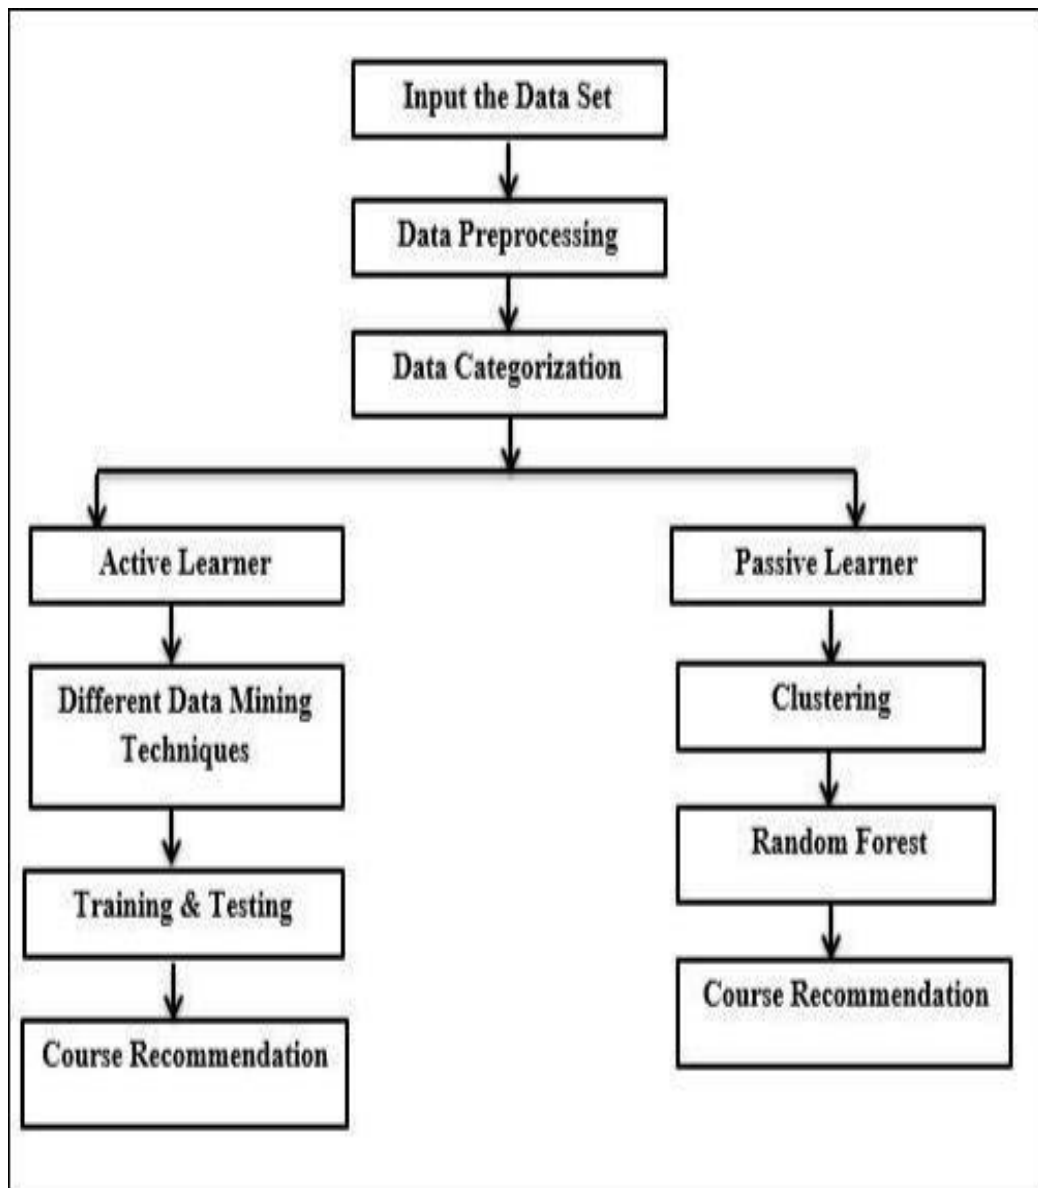 Input the Data Set
Data Preprocessing
Data Categorization
Active Learner
Different Data Mining
Techniques
Training & Testing
Course Recommendation
Passive Learner
Clustering
Random Forest
Course Recommendation